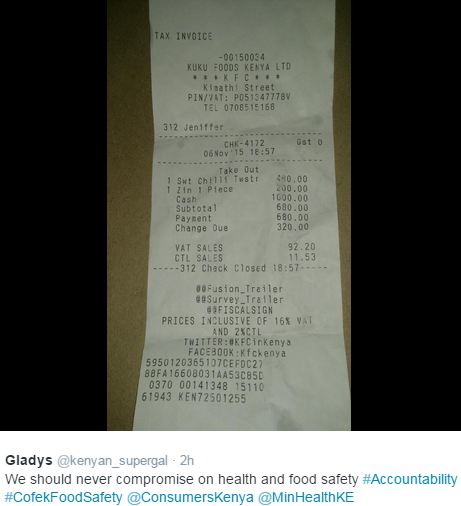 TAX INVOICE
-00150034
KUKU FOODS KENYA LTD
* * * K F C * * *
Kimathi Street
PIN/VAT: P051347778V
TEL 0708515168
312 Jeniffer
CHK-4172 Gst 0
06Nov'15 18:57
Take Out
1 Swt Chilli Twstr 480.00
1 Zin 1 Piece 200.00
Cash 1000.00
Subtotal 680.00
Payment 680.00
Change Due 320.00
VAT SALES 92.20
CTL SALES 11.53
-----312 Check Closed 18:57-----
@@Fusion_Trailer
@@Survey_Trailer
@@FISCALSIGN
PRICES INCLUSIVE OF 16% VAT
AND 2%CTL
TWITTER:@KFCinKenya
FACEBOOK:Kfckenya
5950120365107CEFDC27
88FA16608031AA53C85D
0370 00141348 15110
61943 KEN72501255
Gladys @kenyan_supergal · 2h
We should never compromise on health and food safety #Accountability
#CofekFoodSafety @ConsumersKenya @MinHealthKE